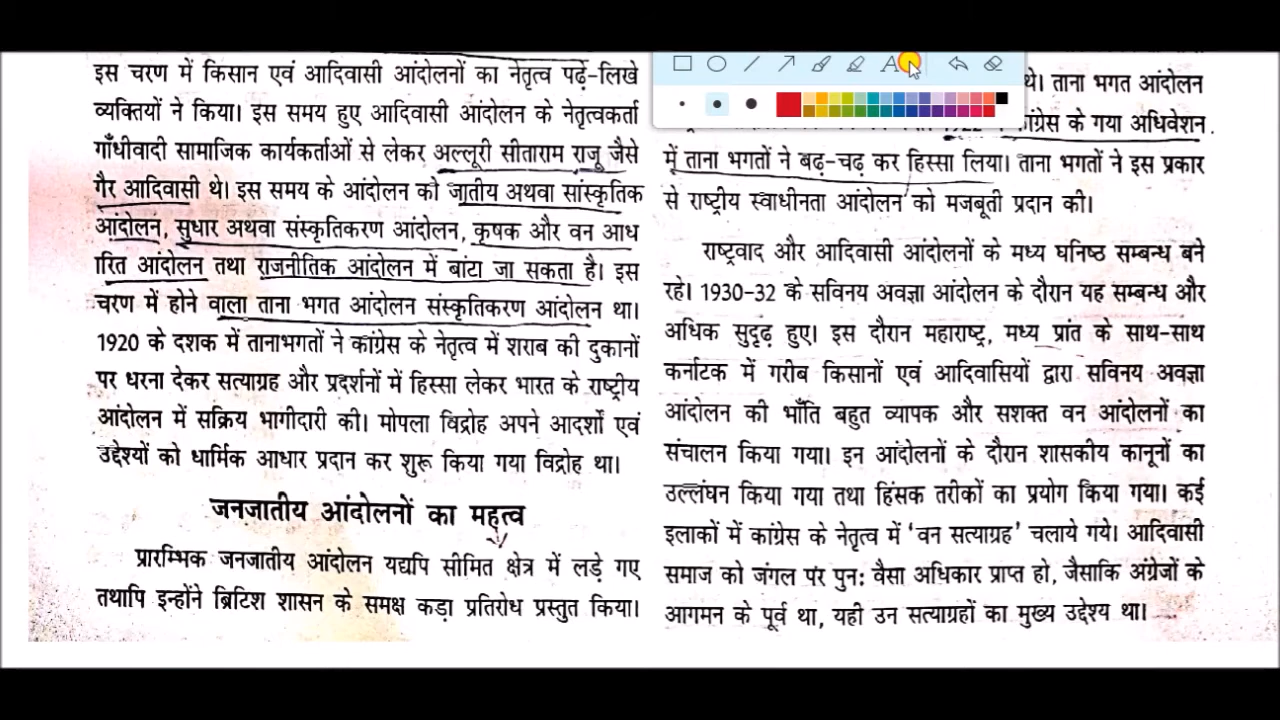 इस चरण में किसान एवं आदिवासी आंदोलनों का नेतृत्व पढ़े-लिखे
व्यक्तियों ने किया। इस समय हुए आदिवासी आंदोलन के नेतृत्वकर्ता
गाँधीवादी सामाजिक कार्यकर्ताओं से लेकर अल्लूरी सीताराम राजू जैसे
गैर आदिवासी थे। इस समय के आंदोलन को जातीय अथवा सांस्कृतिक
आंदोलन, सुधार अथवा संस्कृतिकरण आंदोलन, कृषक और वन आध
रित आंदोलन तथा राजनीतिक आंदोलन में बांटा जा सकता है। इस
चरण में होने वाला ताना भगत आंदोलन संस्कृतिकरण आंदोलन था।
1920 के दशक में तानाभगतों ने कांग्रेस के नेतृत्व में शराब की दुकानों
पर धरना देकर सत्याग्रह और प्रदर्शनों में हिस्सा लेकर भारत के राष्ट्रीय
आंदोलन में सक्रिय भागीदारी की। मोपला विद्रोह अपने आदर्शों एवं
उद्देश्यों को धार्मिक आधार प्रदान कर शुरू किया गया विद्रोह था।
जनजातीय आंदोलनों का महत्व
प्रारम्भिक जनजातीय आंदोलन यद्यपि सीमित क्षेत्र में लड़े गए
तथापि इन्होंने ब्रिटिश शासन के समक्ष कड़ा प्रतिरोध प्रस्तुत किया।
थे। ताना भगत आंदोलन
कांग्रेस के गया अधिवेशन
में ताना भगतों ने बढ़-चढ़ कर हिस्सा लिया। ताना भगतों ने इस प्रकार
से राष्ट्रीय स्वाधीनता आंदोलन को मजबूती प्रदान की।
राष्ट्रवाद और आदिवासी आंदोलनों के मध्य घनिष्ठ सम्बन्ध बने
रहे। 1930-32 के सविनय अवज्ञा आंदोलन के दौरान यह सम्बन्ध और
अधिक सुदृढ़ हुए। इस दौरान महाराष्ट्र, मध्य प्रांत के साथ-साथ
कर्नाटक में गरीब किसानों एवं आदिवासियों द्वारा सविनय अवज्ञा
आंदोलन की भाँति बहुत व्यापक और सशक्त वन आंदोलनों का
संचालन किया गया। इन आंदोलनों के दौरान शासकीय कानूनों का
उल्लंघन किया गया तथा हिंसक तरीकों का प्रयोग किया गया। कई
इलाकों में कांग्रेस के नेतृत्व में 'वन सत्याग्रह' चलाये गये। आदिवासी
समाज को जंगल पर पुन: वैसा अधिकार प्राप्त हो, जैसाकि अंग्रेजों के
आगमन के पूर्व था, यही उन सत्याग्रहों का मुख्य उद्देश्य था।